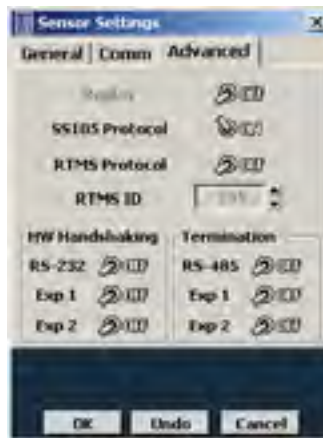 Sensor Settings
General Comm Advanced
SS105 Protocol
RTMS Protocol
RTMS ID
HW Handshaking Termination
RS-232 RS-485
Exp 1 Exp 1
Exp 2 Exp 2
OK Undo Cancel